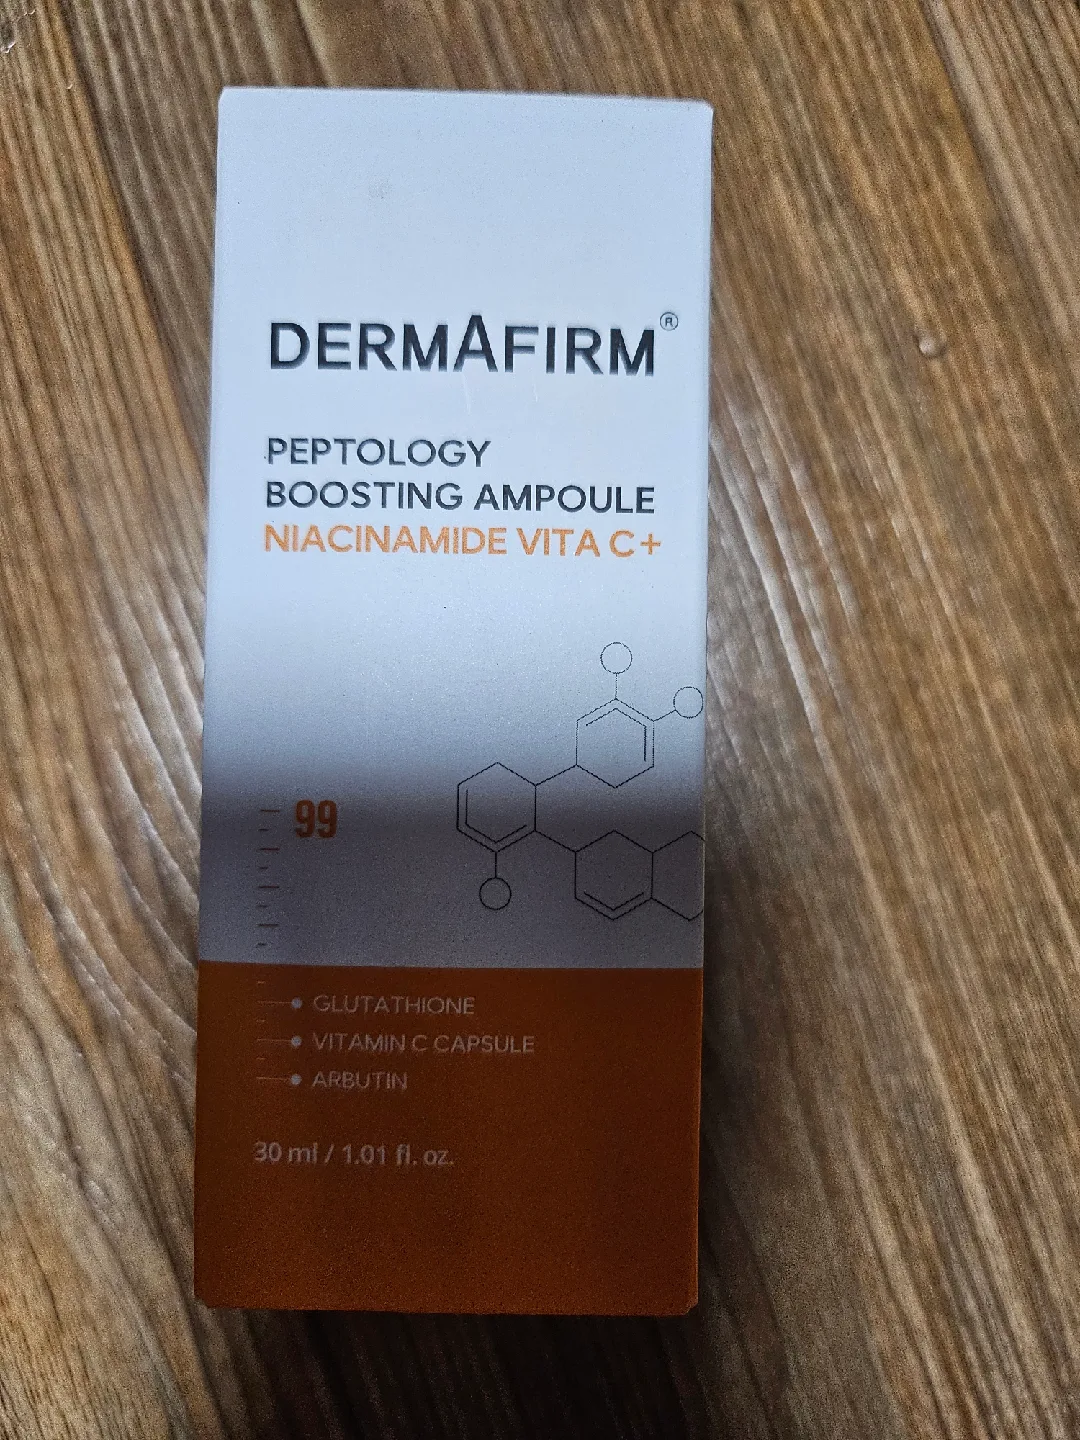 DERMAFIRM®
PEPTOLOGY
BOOSTING AMPOULE
NIACINAMIDE VITA C+
99
GLUTATHIONE
VITAMIN C CAPSULE
ARBUTIN
30 ml / 1.01 fl. oz.